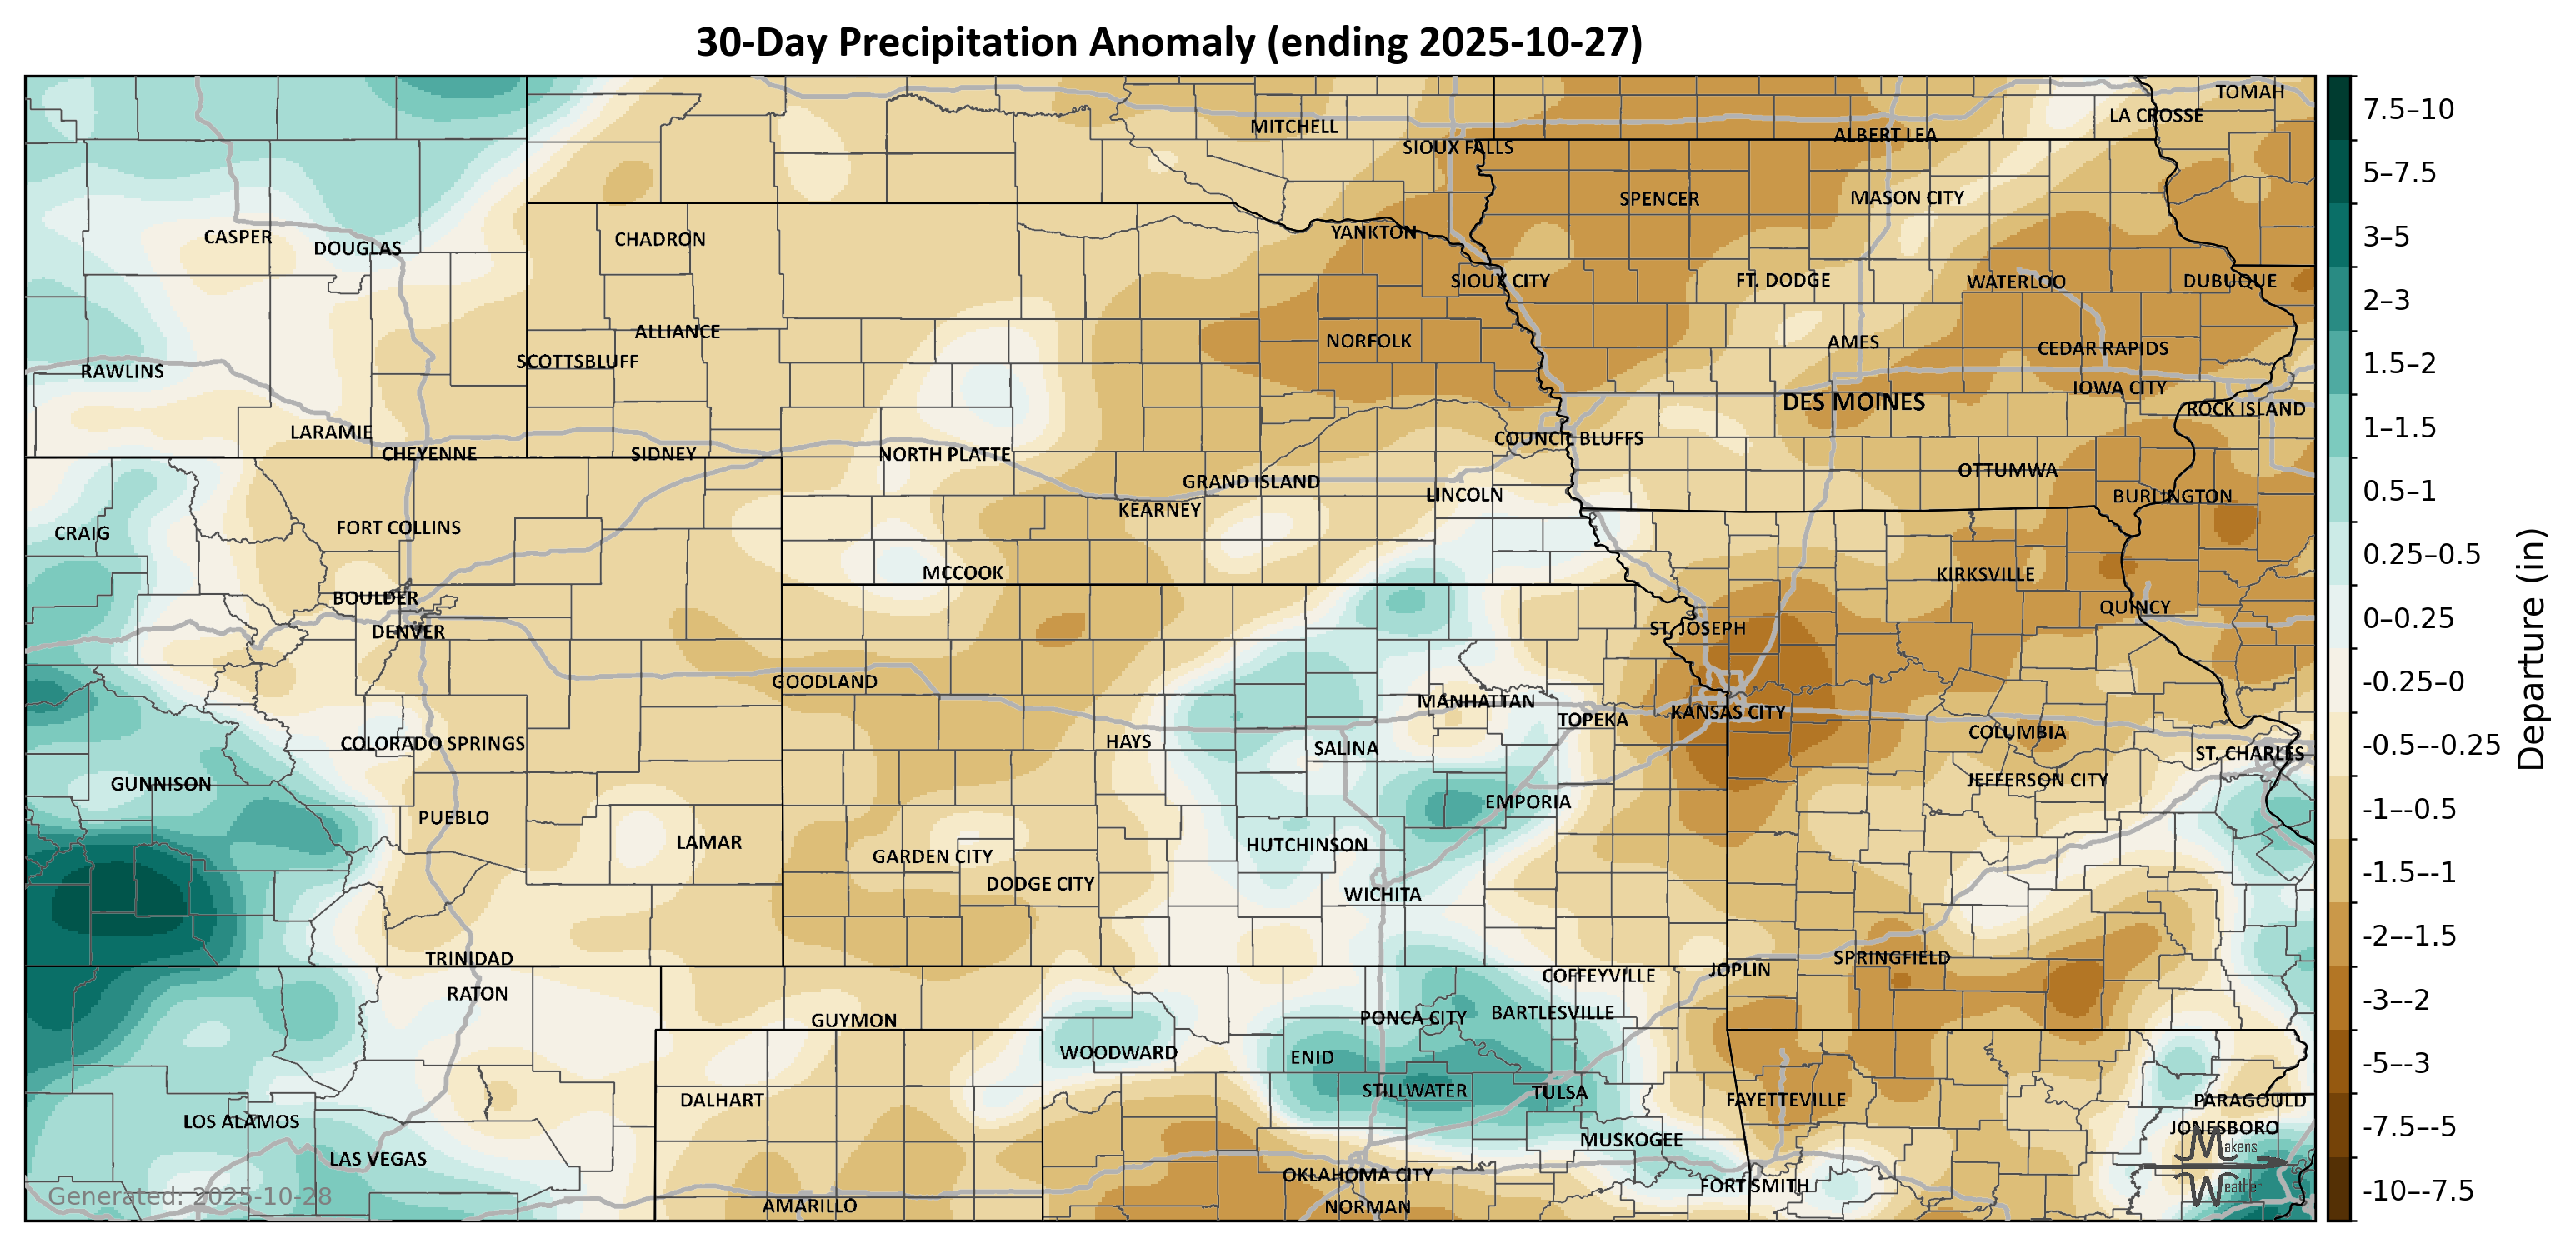 30-Day Precipitation Anomaly (ending 2025-10-27)
TOMAH
LA CROSSE
MITCHELL
ALBERT LEA
SIOUX FALLS
SPENCER
MASON CITY
YANKTON
CASPER
CHADRON
DOUGLAS
SIOUX CITY
FT. DODGE
WATERLOO
DUBUQUE
ALLIANCE
NORFOLK
AMES
CEDAR RAPIDS
SCOTTSBLUFF
RAWLINS
IOWA CITY
DES MOINES
ROCK ISLAND
LARAMIE
COUNCIL BLUFFS
CHEYENNE
SIDNEY
NORTH PLATTE
OTTUMWA
GRAND ISLAND
LINCOLN
BURLINGTON
KEARNEY
CRAIG
FORT COLLINS
MCCOOK
KIRKSVILLE
BOULDER
QUINCY
DENVER
ST. JOSEPH
GOODLAND
MANHATTAN
TOPEKA
KANSAS CITY
COLUMBIA
COLORADO SPRINGS
HAYS
SALINA
ST. CHARLES
GUNNISON
JEFFERSON CITY
EMPORIA
PUEBLO
LAMAR
HUTCHINSON
GARDEN CITY
DODGE CITY
WICHITA
TRINIDAD
SPRINGFIELD
JOPLIN
COFFEYVILLE
RATON
BARTLESVILLE
PONCA CITY
GUYMON
WOODWARD
ENID
STILLWATER
TULSA
DALHART
FAYETTEVILLE
PARAGOULD
LOS ALAMOS
JONESBORO
MUSKOGEE
LAS VEGAS
OKLAHOMA CITY
FORT SMITH
AMARILLO
NORMAN
Makens
Weather
Generated: 2025-10-28
7.5–10
5–7.5
3–5
2–3
1.5–2
1–1.5
0.5–1
0.25–0.5
0–0.25
-0.25–0
-0.5–-0.25
-1–-0.5
-1.5–-1
-2–-1.5
-3–-2
-5–-3
-7.5–-5
-10–-7.5
Departure (in)